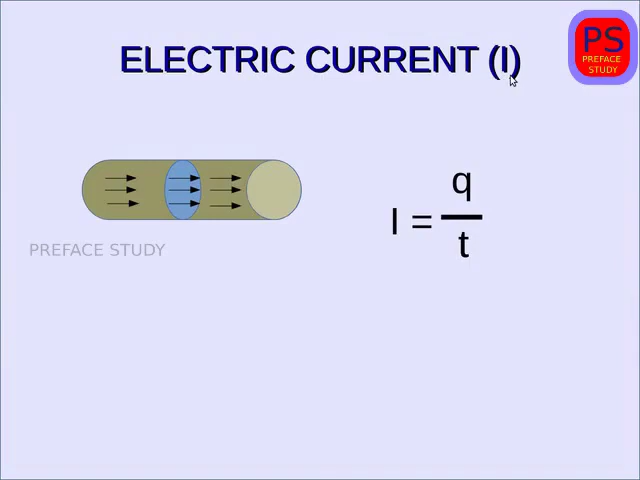 ELECTRIC CURRENT (I)
PS
PREFACE
STUDY
I = q
t
PREFACE STUDY